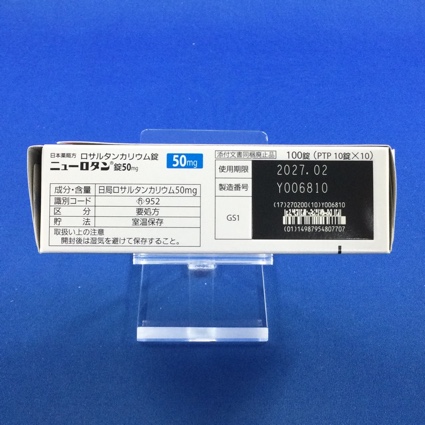 日本薬局方 ロサルタンカリウム錠
ニューロタン®錠50mg
50mg
成分・含量 日局ロサルタンカリウム50mg
識別コード 952
区分 要処方
貯法 室温保存
取扱い上の注意
開封後は湿気を避けて保存すること。
添付文書同梱廃止品 100錠(PTP 10錠×10)
使用期限 2027.02
製造番号 Y006810
GS1
(17)270200(10)Y006810
(01)14987954807707